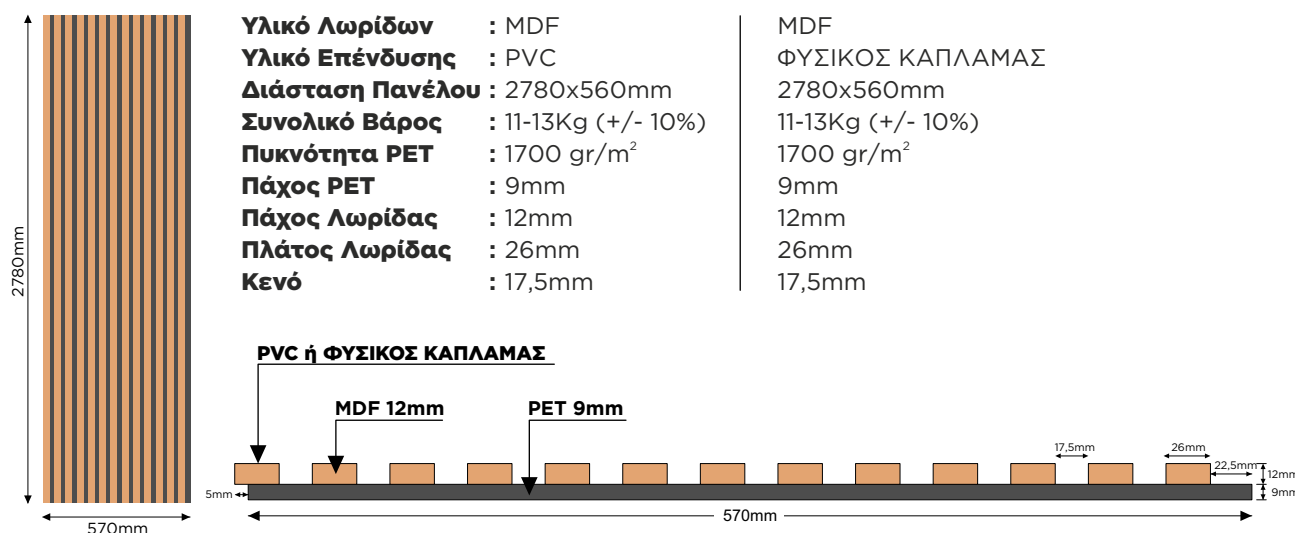 Υλικό Λωρίδων : MDF MDF
Υλικό Επένδυσης : PVC ΦΥΣΙΚΟΣ ΚΑΠΛΑΜΑΣ
Διάσταση Πανέλου : 2780x560mm 2780x560mm
Συνολικό Βάρος : 11-13Kg (+/- 10%) 11-13Kg (+/- 10%)
Πυκνότητα PET : 1700 gr/m² 1700 gr/m²
Πάχος PET : 9mm 9mm
Πάχος Λωρίδας : 12mm 12mm
Πλάτος Λωρίδας : 26mm 26mm
Κενό : 17,5mm 17,5mm
2780mm
570mm
PVC ή ΦΥΣΙΚΟΣ ΚΑΠΛΑΜΑΣ
MDF 12mm
PET 9mm
17,5mm
26mm
22,5mm
12mm
5mm
9mm
570mm